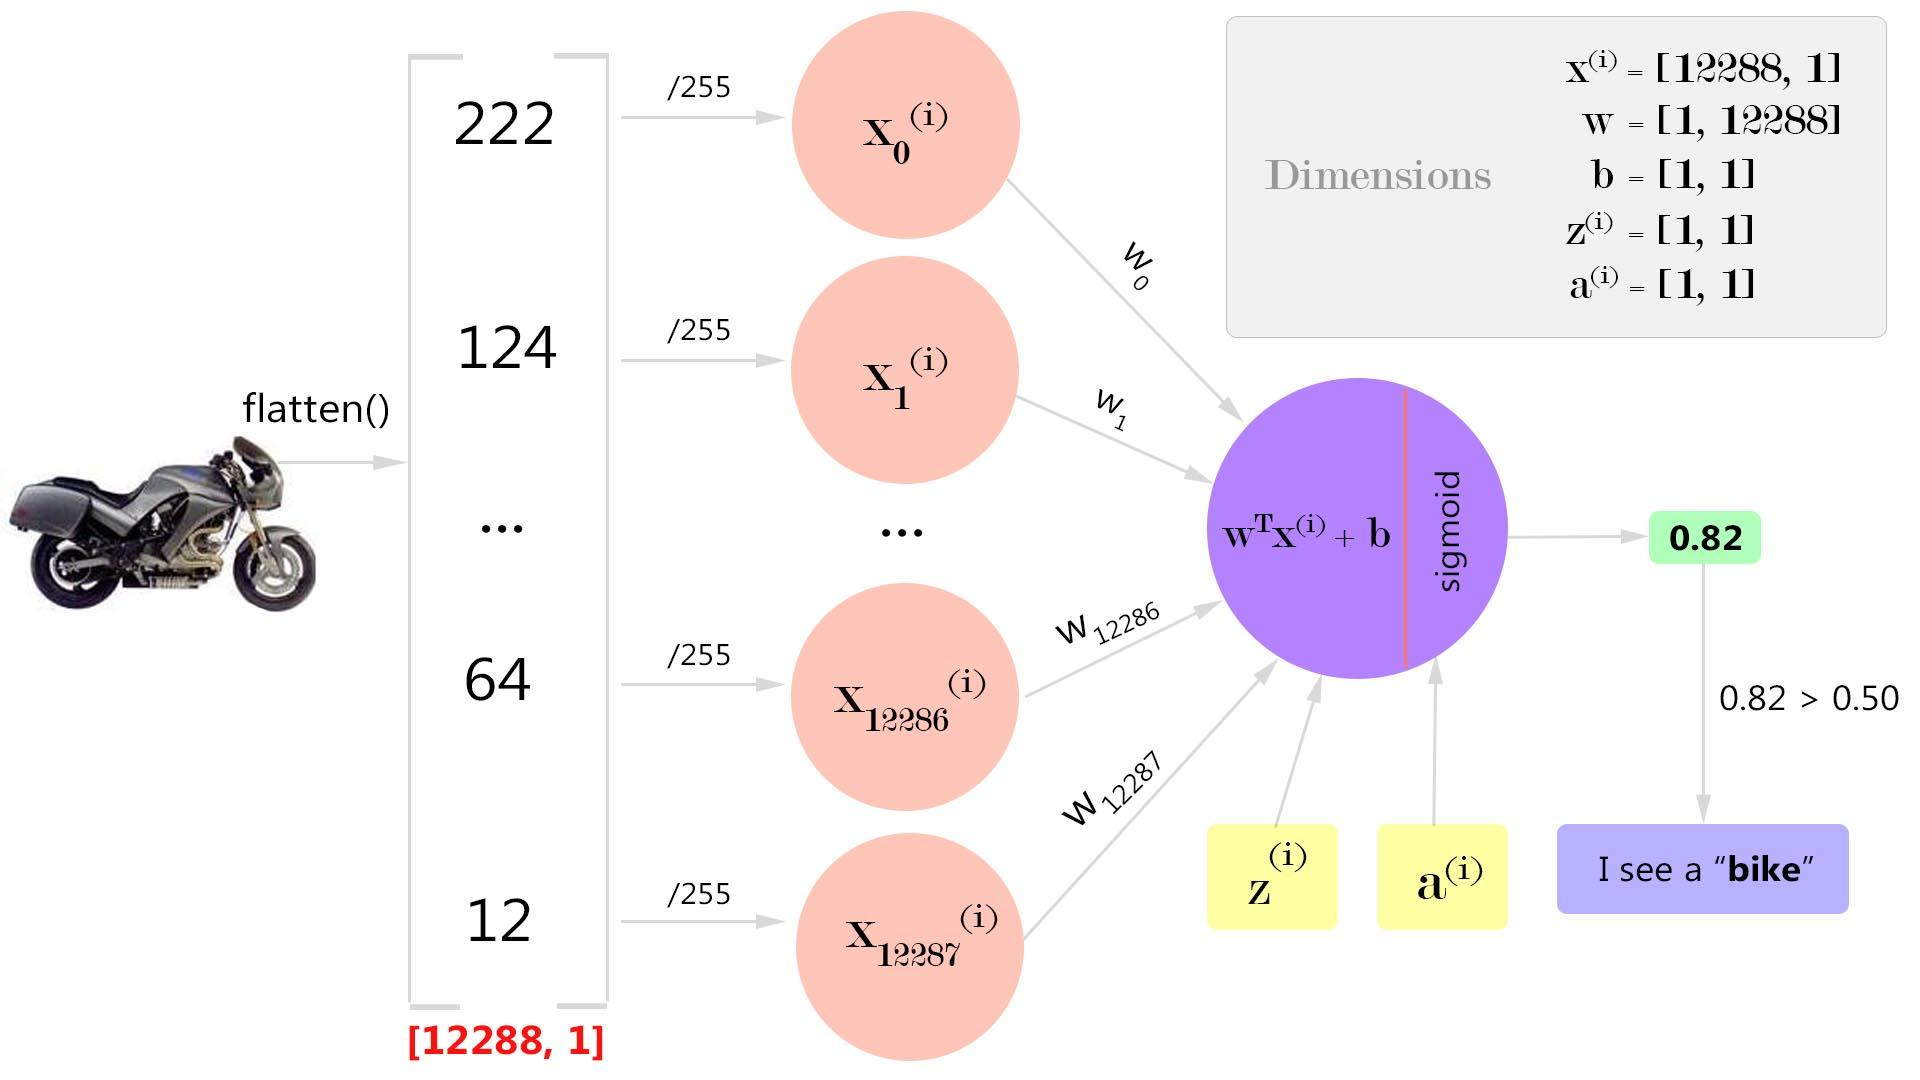 flatten()
222
124
...
64
12
[12288, 1]
/255
/255
/255
/255
x₀⁽ⁱ⁾
x₁⁽ⁱ⁾
...
x₁₂₂₈₆⁽ⁱ⁾
x₁₂₂₈₇⁽ⁱ⁾
w₀
w₁
w₁₂₂₈₆
w₁₂₂₈₇
Dimensions
x⁽ⁱ⁾ = [12288, 1]
w = [1, 12288]
b = [1, 1]
z⁽ⁱ⁾ = [1, 1]
a⁽ⁱ⁾ = [1, 1]
wᵀx⁽ⁱ⁾ + b
sigmoid
z⁽ⁱ⁾
a⁽ⁱ⁾
0.82
0.82 > 0.50
I see a “bike”